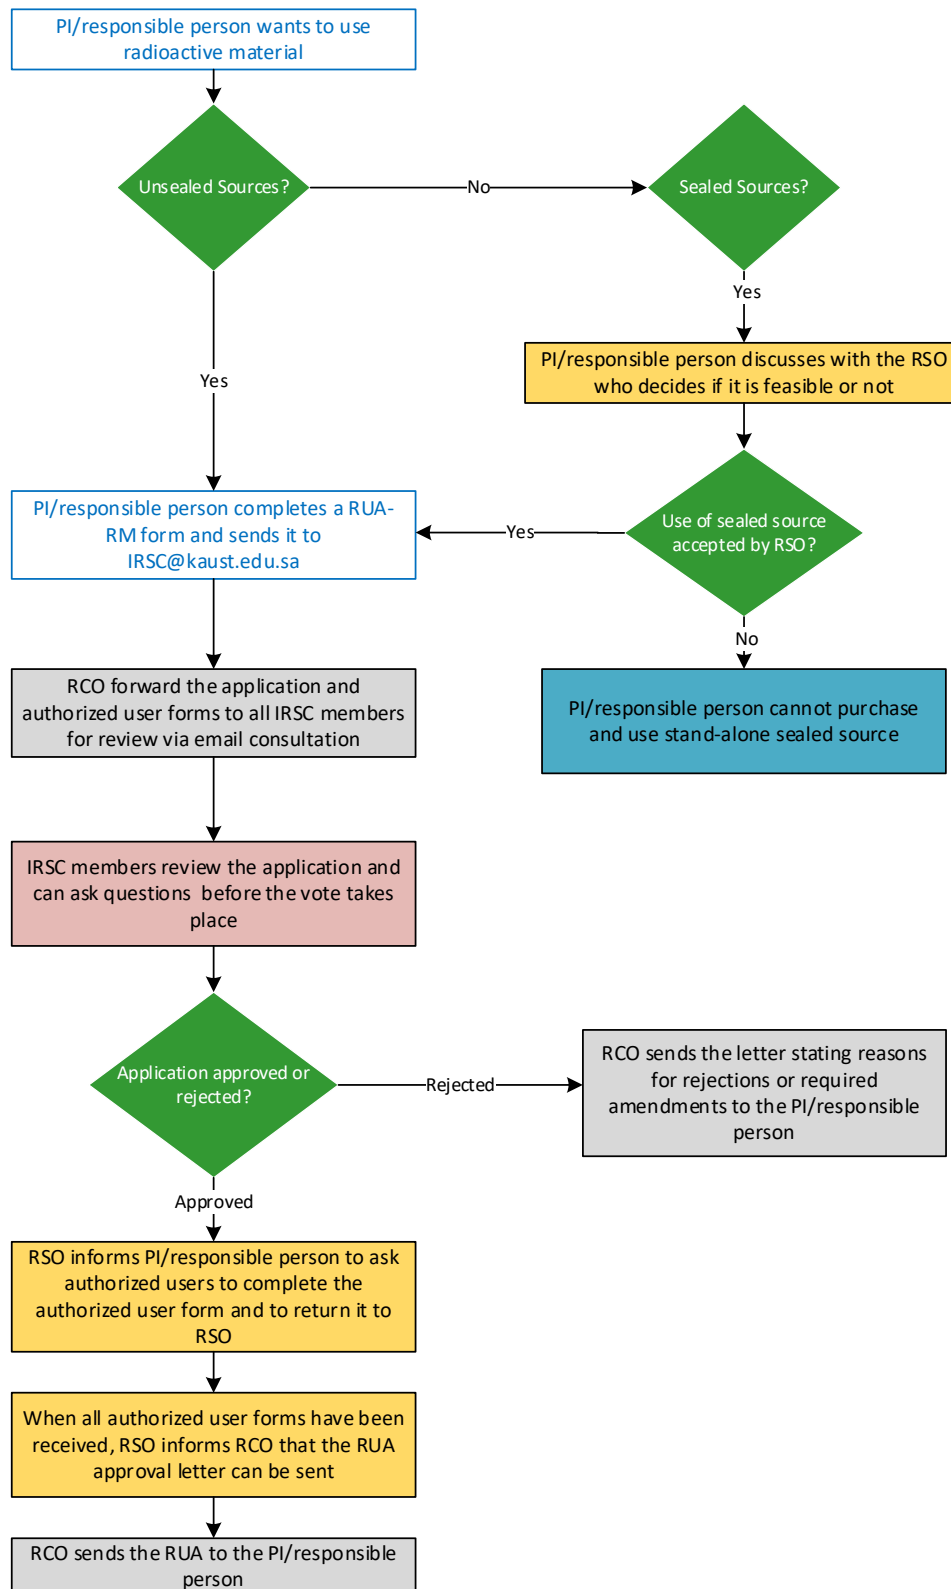 PI/responsible person wants to use
radioactive material
Unsealed Sources?
No
Sealed Sources?
Yes
PI/responsible person discusses with the RSO
who decides if it is feasible or not
Yes
Use of sealed source
accepted by RSO?
Yes
PI/responsible person completes a RUA-
RM form and sends it to
IRSC@kaust.edu.sa
No
RCO forward the application and
authorized user forms to all IRSC members
for review via email consultation
PI/responsible person cannot purchase
and use stand-alone sealed source
IRSC members review the application and
can ask questions  before the vote takes
place
Application approved or
rejected?
Rejected
RCO sends the letter stating reasons
for rejections or required
amendments to the PI/responsible
person
Approved
RSO informs PI/responsible person to ask
authorized users to complete the
authorized user form and to return it to
RSO
When all authorized user forms have been
received, RSO informs RCO that the RUA
approval letter can be sent
RCO sends the RUA to the PI/responsible
person